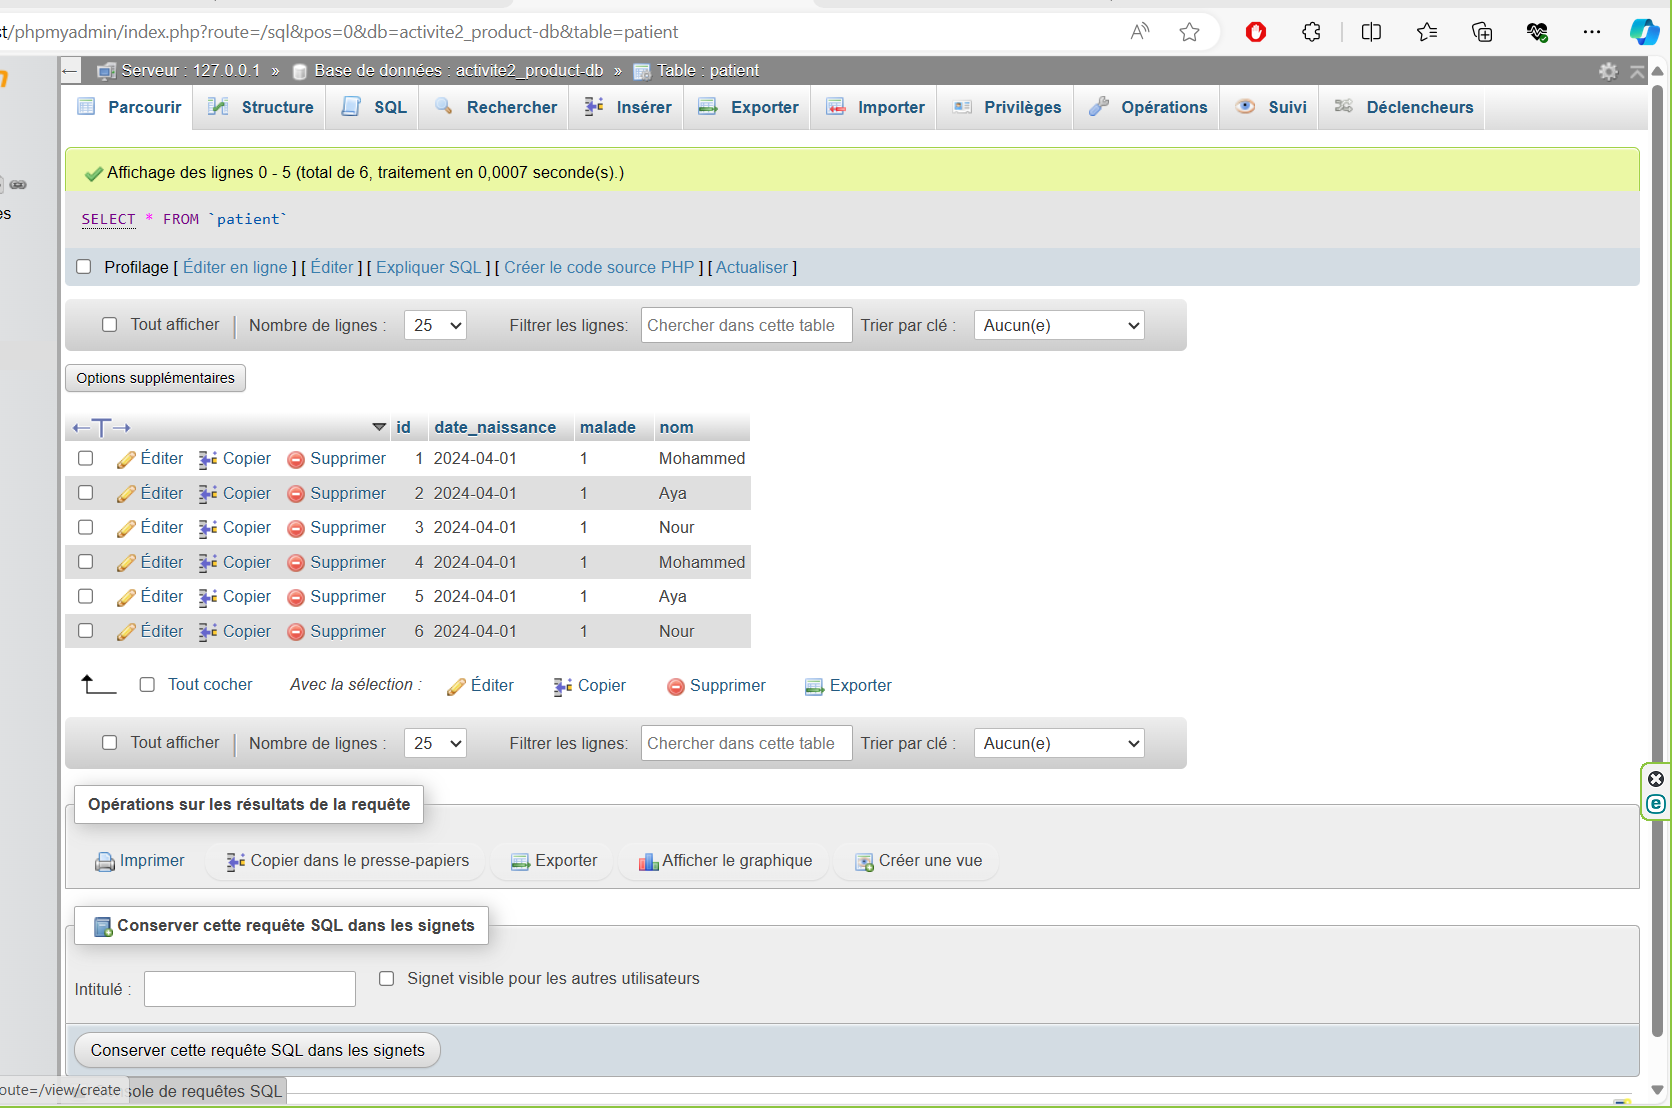 t/phpmyadmin/index.php?route=/sql&pos=0&db=activite2_product-db&table=patient
Serveur : 127.0.0.1 » Base de données : activite2_product-db » Table : patient
Parcourir Structure SQL Rechercher Insérer Exporter Importer Privilèges Opérations Suivi Déclencheurs
Affichage des lignes 0 - 5 (total de 6, traitement en 0,0007 seconde(s).)
es
SELECT * FROM `patient`
Profilage [ Éditer en ligne ] [ Éditer ] [ Expliquer SQL ] [ Créer le code source PHP ] [ Actualiser ]
Tout afficher Nombre de lignes : 25 Filtrer les lignes: Chercher dans cette table Trier par clé : Aucun(e)
Options supplémentaires
id date_naissance malade nom
Éditer Copier Supprimer 1 2024-04-01 1 Mohammed
Éditer Copier Supprimer 2 2024-04-01 1 Aya
Éditer Copier Supprimer 3 2024-04-01 1 Nour
Éditer Copier Supprimer 4 2024-04-01 1 Mohammed
Éditer Copier Supprimer 5 2024-04-01 1 Aya
Éditer Copier Supprimer 6 2024-04-01 1 Nour
Tout cocher Avec la sélection : Éditer Copier Supprimer Exporter
Tout afficher Nombre de lignes : 25 Filtrer les lignes: Chercher dans cette table Trier par clé : Aucun(e)
Opérations sur les résultats de la requête
Imprimer Copier dans le presse-papiers Exporter Afficher le graphique Créer une vue
Conserver cette requête SQL dans les signets
Intitulé : Signet visible pour les autres utilisateurs
Conserver cette requête SQL dans les signets
oute=/view/create sole de requêtes SQL